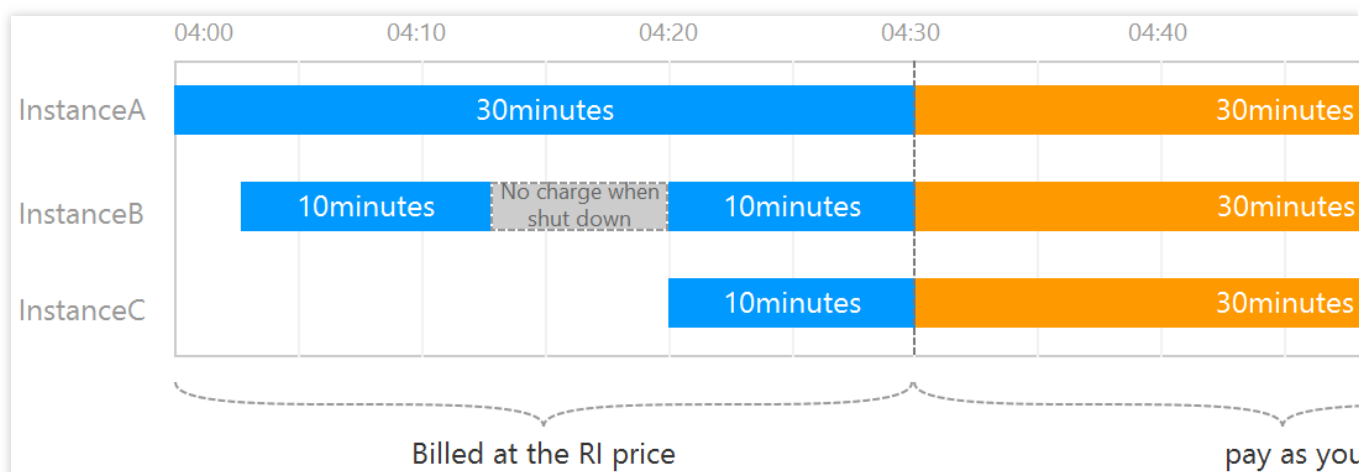 04:00 04:10 04:20 04:30 04:40
InstanceA 30minutes 30minutes
InstanceB 10minutes No charge when 10minutes 30minutes
shut down
InstanceC 10minutes 30minutes
Billed at the RI price pay as you